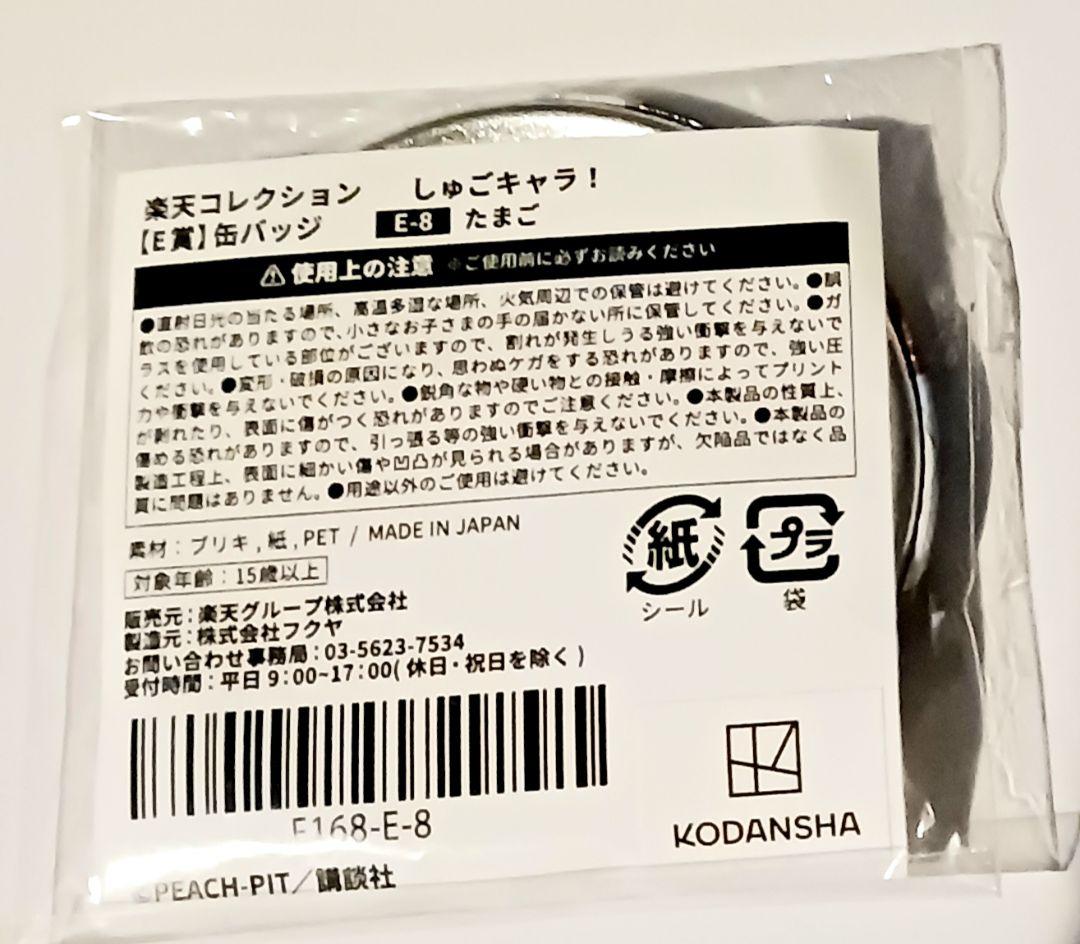 楽天コレクション しゅごキャラ！
【E賞】缶バッジ E-8 たまご
使用上の注意 ※ご使用前に必ずお読みください
●直射日光の当たる場所、高温多湿な場所、火気周辺での保管は避けてください。●誤
飲の恐れがありますので、小さなお子さまの手の届かない所に保管してください。●ガ
ラスを使用している部位がございますので、割れが発生しうる強い衝撃を与えないで
ください。●変形・破損の原因になり、思わぬケガをする恐れがありますので、強い圧
力や衝撃を与えないでください。●鋭角な物や硬い物との接触・摩擦によってプリント
が剥れたり、表面に傷がつく恐れがありますのでご注意ください。●本製品の性質上、
傷める恐れがありますので、引っ張る等の強い衝撃を与えないでください。●本製品の
製造工程上、表面に細かい傷や凹凸が見られる場合がありますが、欠陥品ではなく品
質に問題はありません。●用途以外のご使用は避けてください。
素材：ブリキ , 紙 , PET / MADE IN JAPAN
対象年齢：15歳以上
紙
シール
プラ
袋
販売元：楽天グループ株式会社
製造元：株式会社フクヤ
お問い合わせ事務局：03-5623-7534
受付時間：平日 9：00~17：00( 休日・祝日を除く )
E168-E-8
KODANSHA
©PEACH-PIT／講談社